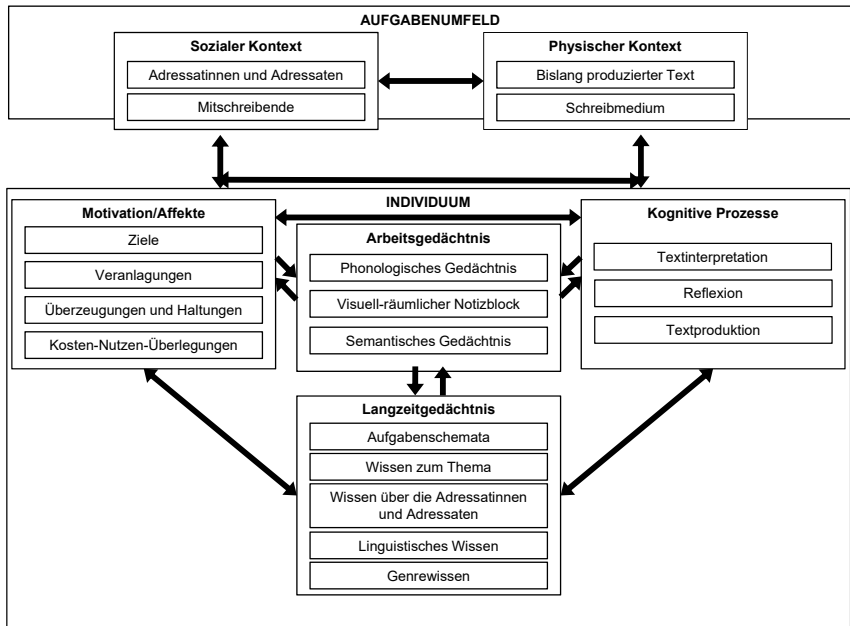 AUFGABENUMFELD
Sozialer Kontext
Adressatinnen und Adressaten
Mitschreibende
Physischer Kontext
Bislang produzierter Text
Schreibmedium
INDIVIDUUM
Motivation/Affekte
Ziele
Veranlagungen
Überzeugungen und Haltungen
Kosten-Nutzen-Überlegungen
Arbeitsgedächtnis
Phonologisches Gedächtnis
Visuell-räumlicher Notizblock
Semantisches Gedächtnis
Kognitive Prozesse
Textinterpretation
Reflexion
Textproduktion
Langzeitgedächtnis
Aufgabenschemata
Wissen zum Thema
Wissen über die Adressatinnen
und Adressaten
Linguistisches Wissen
Genrewissen